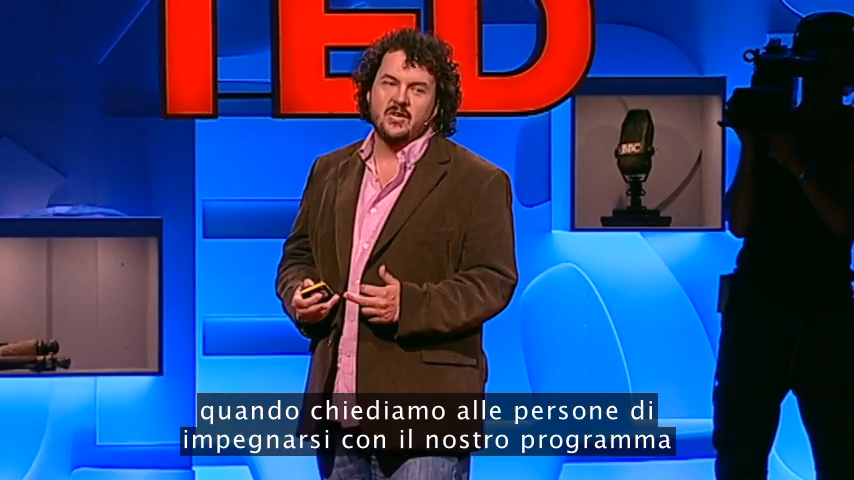 TED
BBC
quando chiediamo alle persone di
impegnarsi con il nostro programma